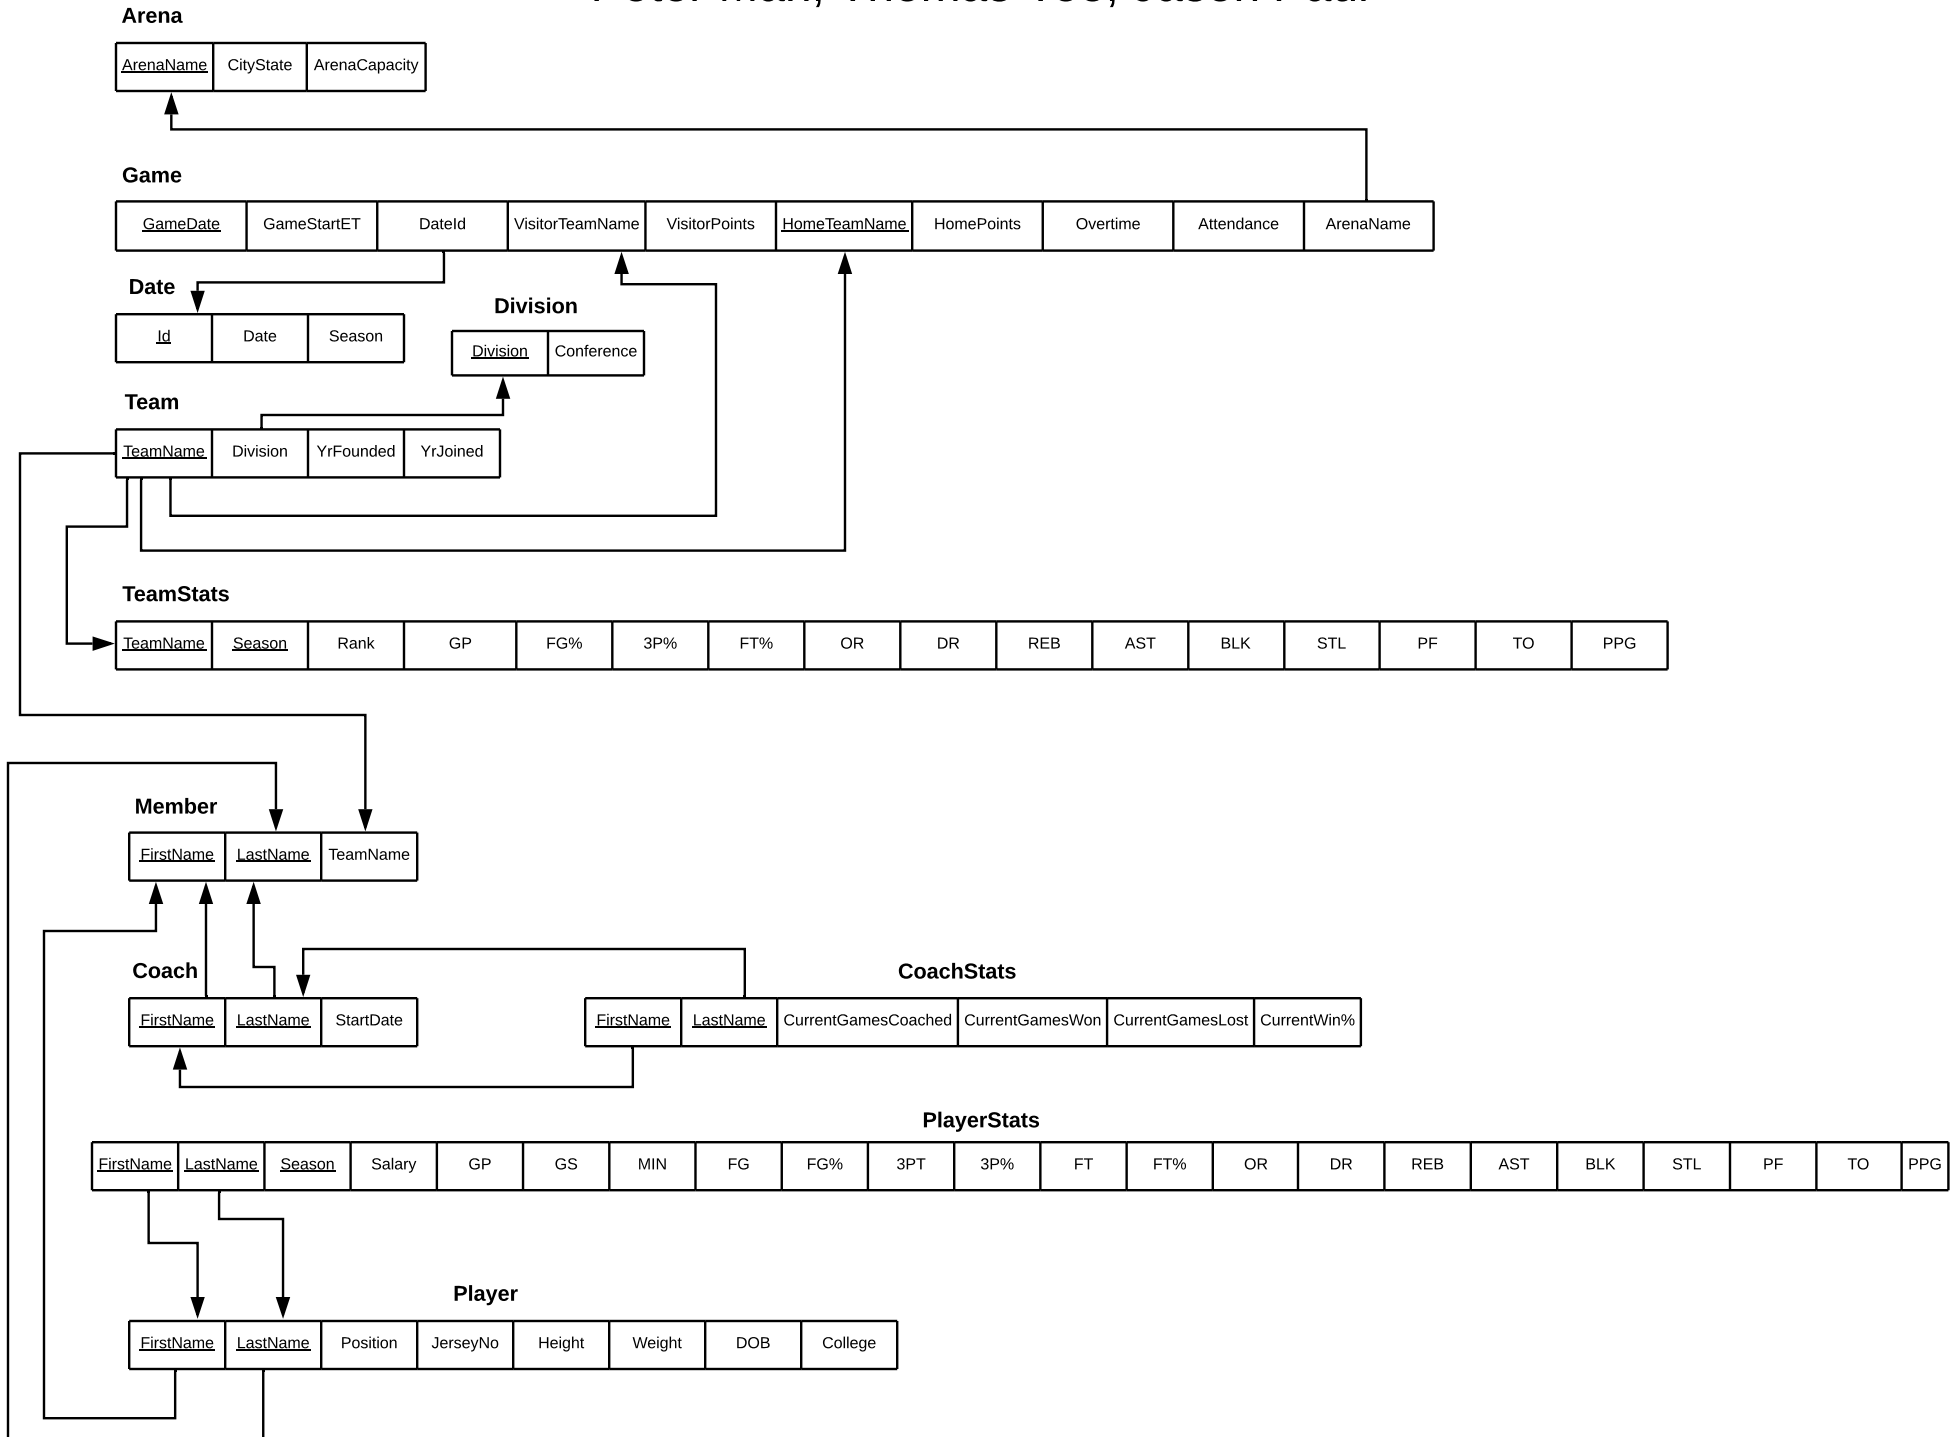 Arena
ArenaName CityState ArenaCapacity
Game
GameDate GameStartET DateId VisitorTeamName VisitorPoints HomeTeamName HomePoints Overtime Attendance ArenaName
Date
Id Date Season
Division
Division Conference
Team
TeamName Division YrFounded YrJoined
TeamStats
TeamName Season Rank GP FG% 3P% FT% OR DR REB AST BLK STL PF TO PPG
Member
FirstName LastName TeamName
Coach
FirstName LastName StartDate
CoachStats
FirstName LastName CurrentGamesCoached CurrentGamesWon CurrentGamesLost CurrentWin%
PlayerStats
FirstName LastName Season Salary GP GS MIN FG FG% 3PT 3P% FT FT% OR DR REB AST BLK STL PF TO PPG
Player
FirstName LastName Position JerseyNo Height Weight DOB College